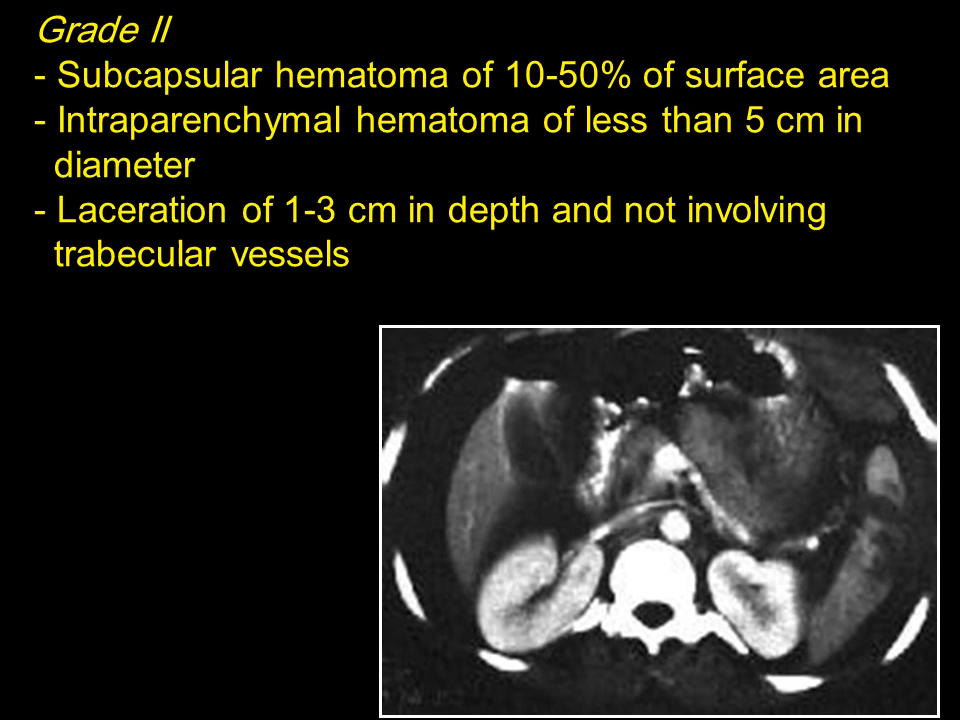 Grade II
- Subcapsular hematoma of 10-50% of surface area
- Intraparenchymal hematoma of less than 5 cm in
diameter
- Laceration of 1-3 cm in depth and not involving
trabecular vessels